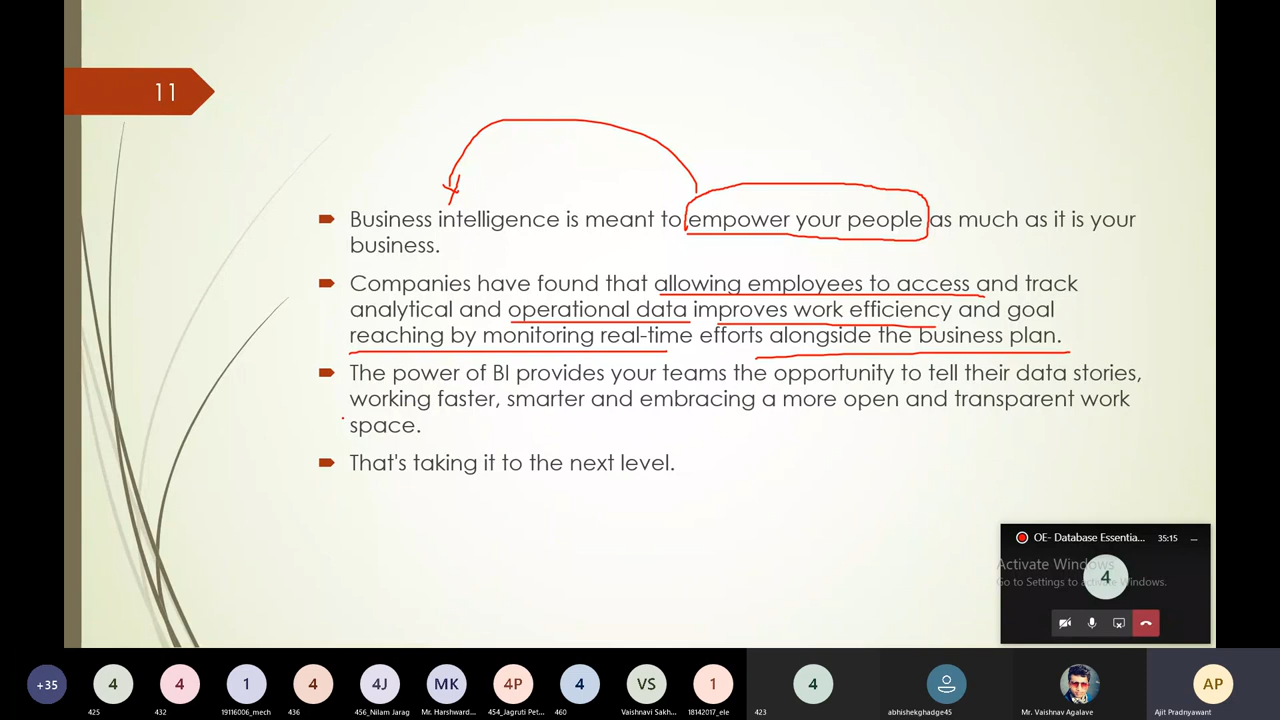 11
Business intelligence is meant to empower your people as much as it is your
business.
Companies have found that allowing employees to access and track
analytical and operational data improves work efficiency and goal
reaching by monitoring real-time efforts alongside the business plan.
The power of BI provides your teams the opportunity to tell their data stories,
working faster, smarter and embracing a more open and transparent work
space.
That's taking it to the next level.
OE- Database Essentia... 35:15
Activate Windows
Go to Settings to activate Windows.
4
+35 4 4 1 4 4J MK 4P 4 VS 1 4 AP
425 432 19116006_mech 436 456_Nilam Jarag Mr. Harshward... 454_Jagruti Pet... 460 Vaishnavi Sakh... 18142017_ele 423 abhishekghadge45 Mr. Vaishnav Agalave Ajit Pradnyawant